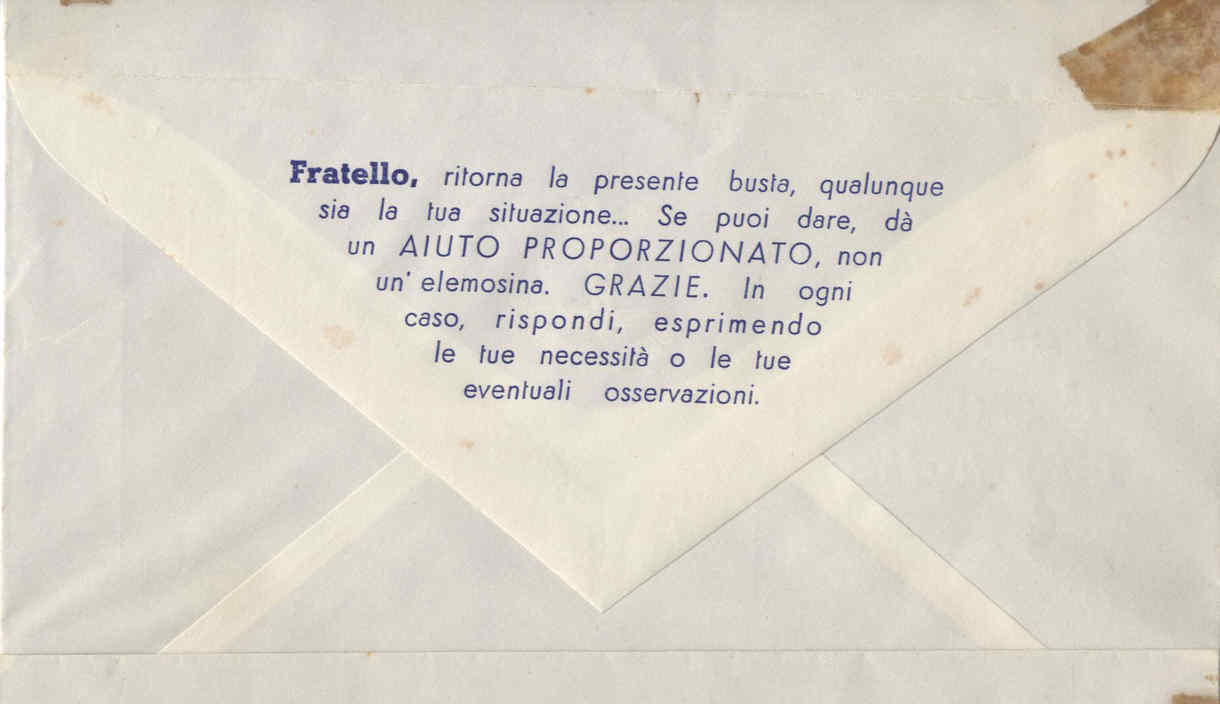 Fratello, ritorna la presente busta, qualunque
sia la tua situazione... Se puoi dare, dà
un AIUTO PROPORZIONATO, non
un' elemosina. GRAZIE. In ogni
caso, rispondi, esprimendo
le tue necessità o le tue
eventuali osservazioni.